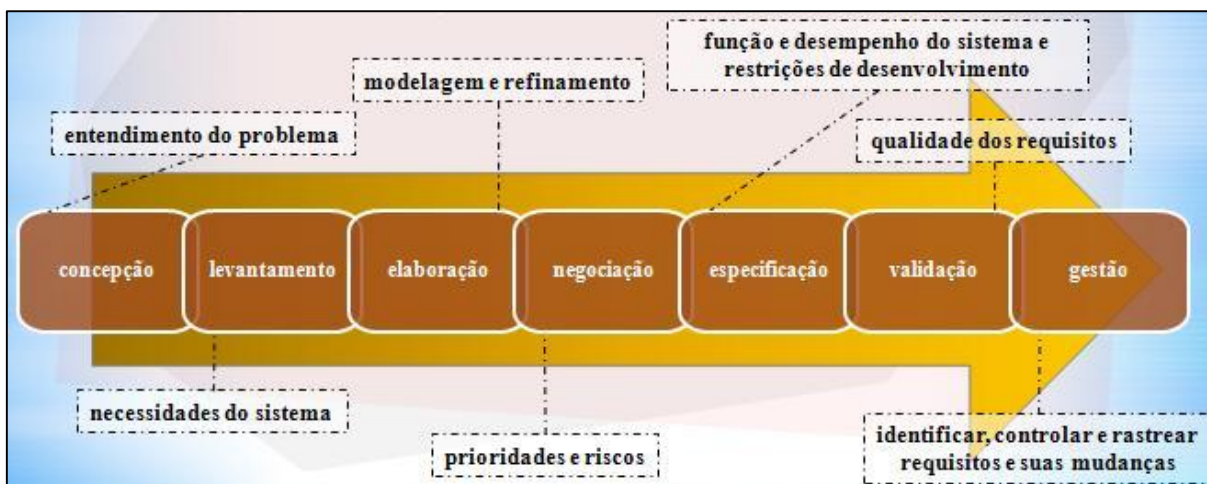 função e desempenho do sistema e
restrições de desenvolvimento
modelagem e refinamento
entendimento do problema
qualidade dos requisitos
concepção
levantamento
elaboração
negociação
especificação
validação
gestão
necessidades do sistema
prioridades e riscos
identificar, controlar e rastrear
requisitos e suas mudanças